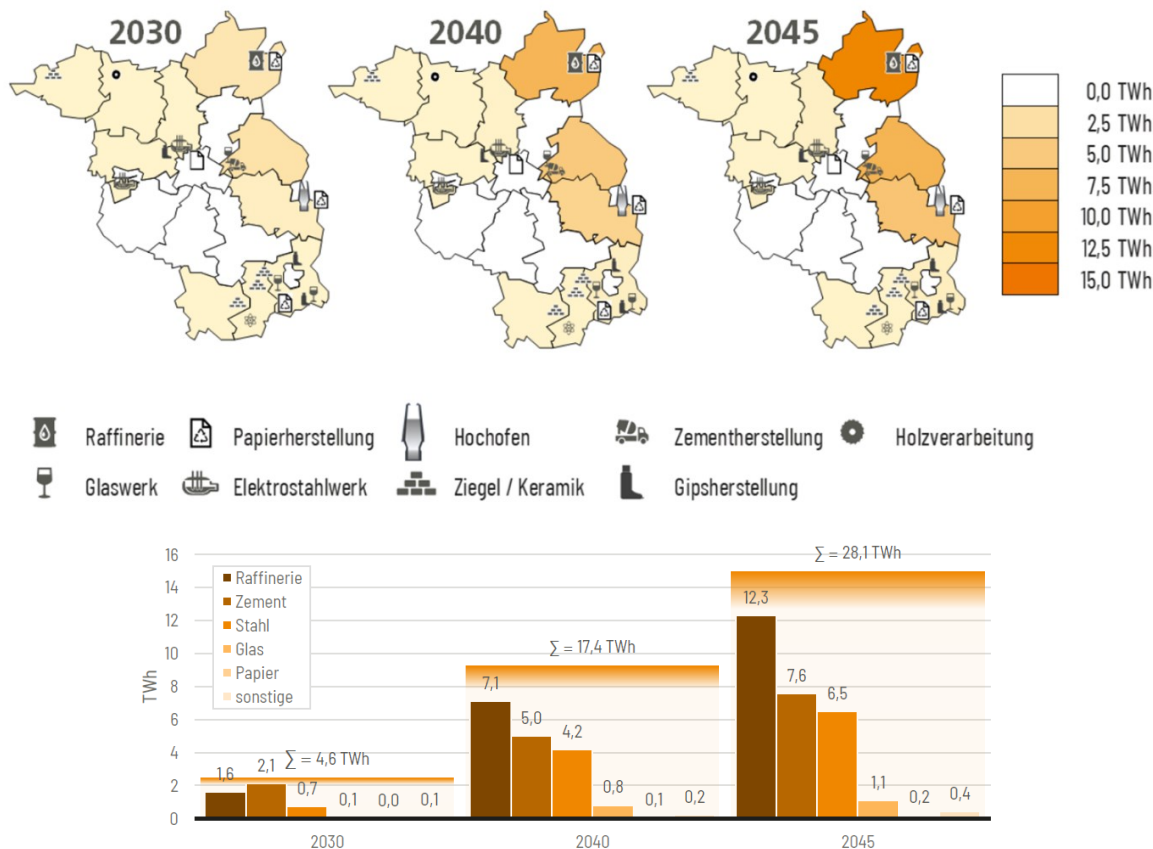 2030 2040 2045
0,0 TWh
2,5 TWh
5,0 TWh
7,5 TWh
10,0 TWh
12,5 TWh
15,0 TWh
Raffinerie Papierherstellung Hochofen Zementherstellung Holzverarbeitung
Glaswerk Elektrostahlwerk Ziegel / Keramik Gipsherstellung
TWh
16
14
12
10
8
6
4
2
0
Raffinerie
Zement
Stahl
Glas
Papier
sonstige
∑ = 4,6 TWh
1,6 2,1 0,7 0,1 0,0 0,1
∑ = 17,4 TWh
7,1 5,0 4,2 0,8 0,1 0,2
∑ = 28,1 TWh
12,3 7,6 6,5 1,1 0,2 0,4
2030 2040 2045